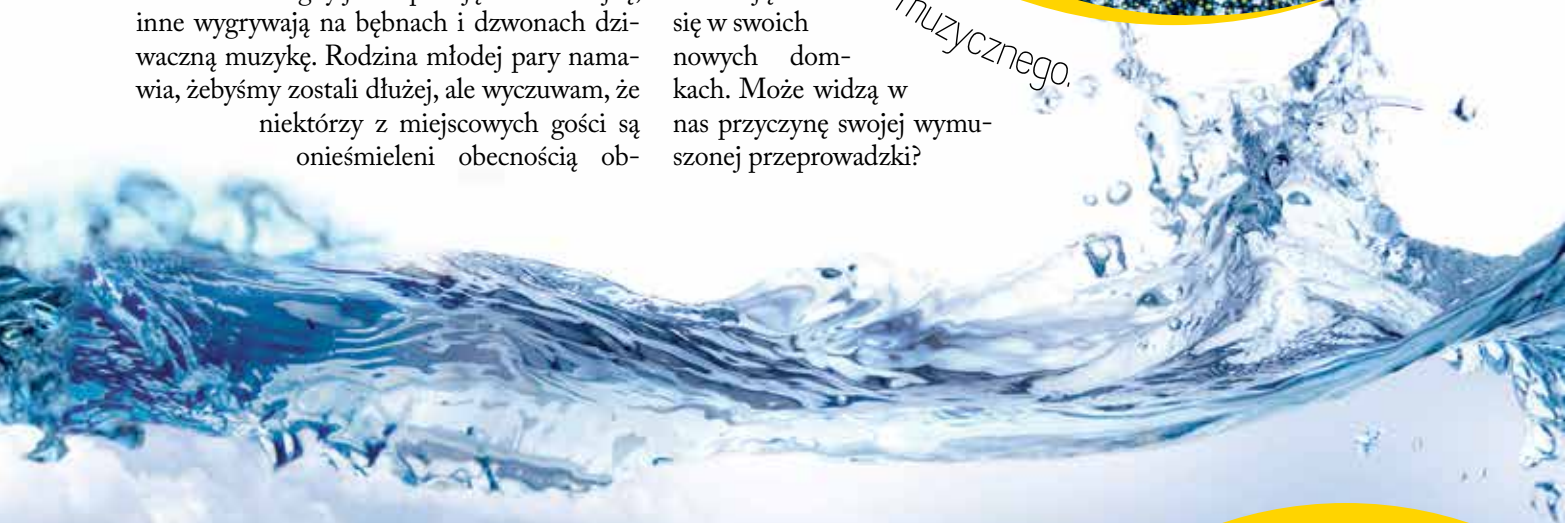 inne wygrywają na bębnach i dzwonach dzi-
waczną muzykę. Rodzina młodej pary nama-
wia, żebyśmy zostali dłużej, ale wyczuwam, że
niektórzy z miejscowych gości są
onieśmieleni obecnością ob-
się w swoich
nowych dom-
kach. Może widzą w
nas przyczynę swojej wymu-
szonej przeprowadzki?
muzycznego.